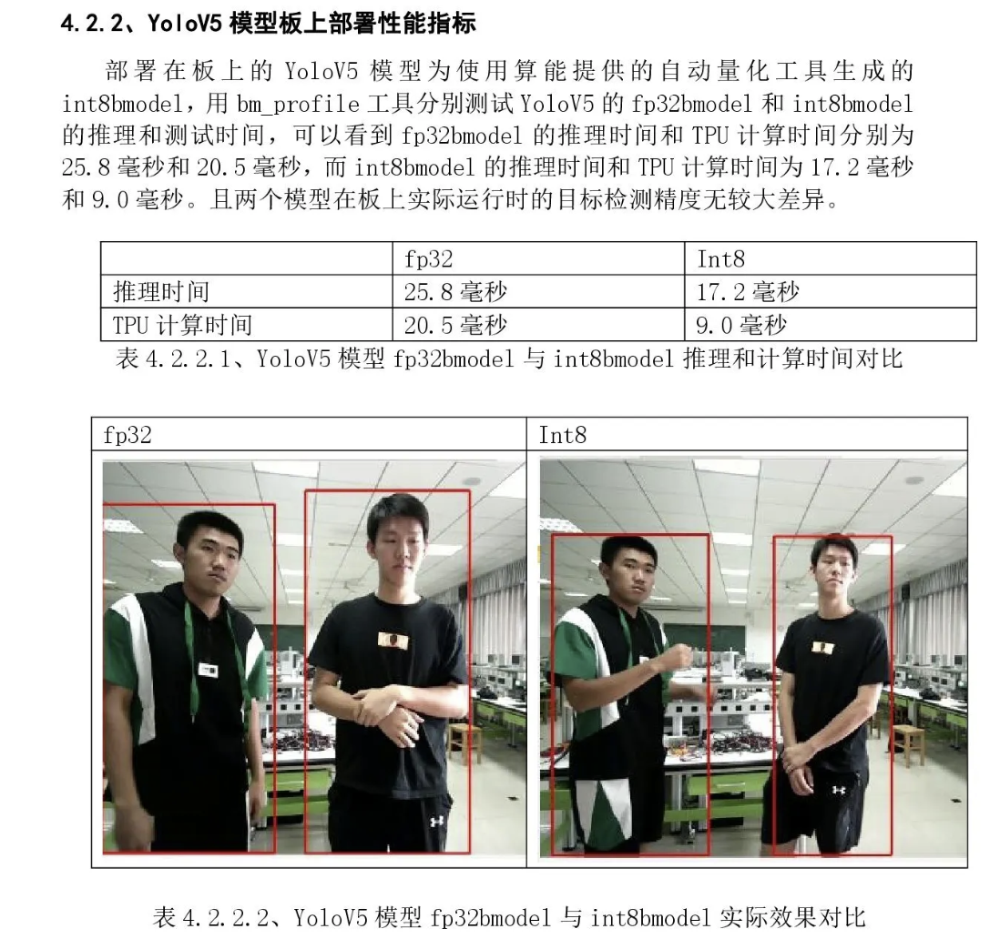 4.2.2、YoloV5 模型板上部署性能指标
部署在板上的 YoloV5 模型为使用算能提供的自动量化工具生成的
int8bmodel，用 bm_profile 工具分别测试 YoloV5 的 fp32bmodel 和 int8bmodel
的推理和测试时间，可以看到 fp32bmodel 的推理时间和 TPU 计算时间分别为
25.8 毫秒和 20.5 毫秒，而 int8bmodel 的推理时间和 TPU 计算时间为 17.2 毫秒
和 9.0 毫秒。且两个模型在板上实际运行时的目标检测精度无较大差异。
fp32 Int8
推理时间 25.8 毫秒 17.2 毫秒
TPU 计算时间 20.5 毫秒 9.0 毫秒
表 4.2.2.1、YoloV5 模型 fp32bmodel 与 int8bmodel 推理和计算时间对比
fp32 Int8
表 4.2.2.2、YoloV5 模型 fp32bmodel 与 int8bmodel 实际效果对比